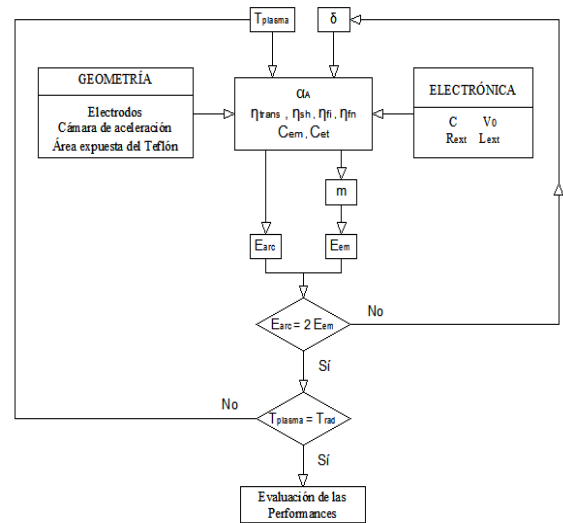 Tplasma
δ
GEOMETRÍA
Electrodos
Cámara de aceleración
Área expuesta del Teflón
αA
ηtrans , ηsh , ηfi , ηfn
Cem , Cet
ELECTRÓNICA
C V0
Rext Lext
m
Earc
Eem
Earc = 2 Eem
No
Sí
Tplasma = Trad
No
Sí
Evaluación de las
Performances